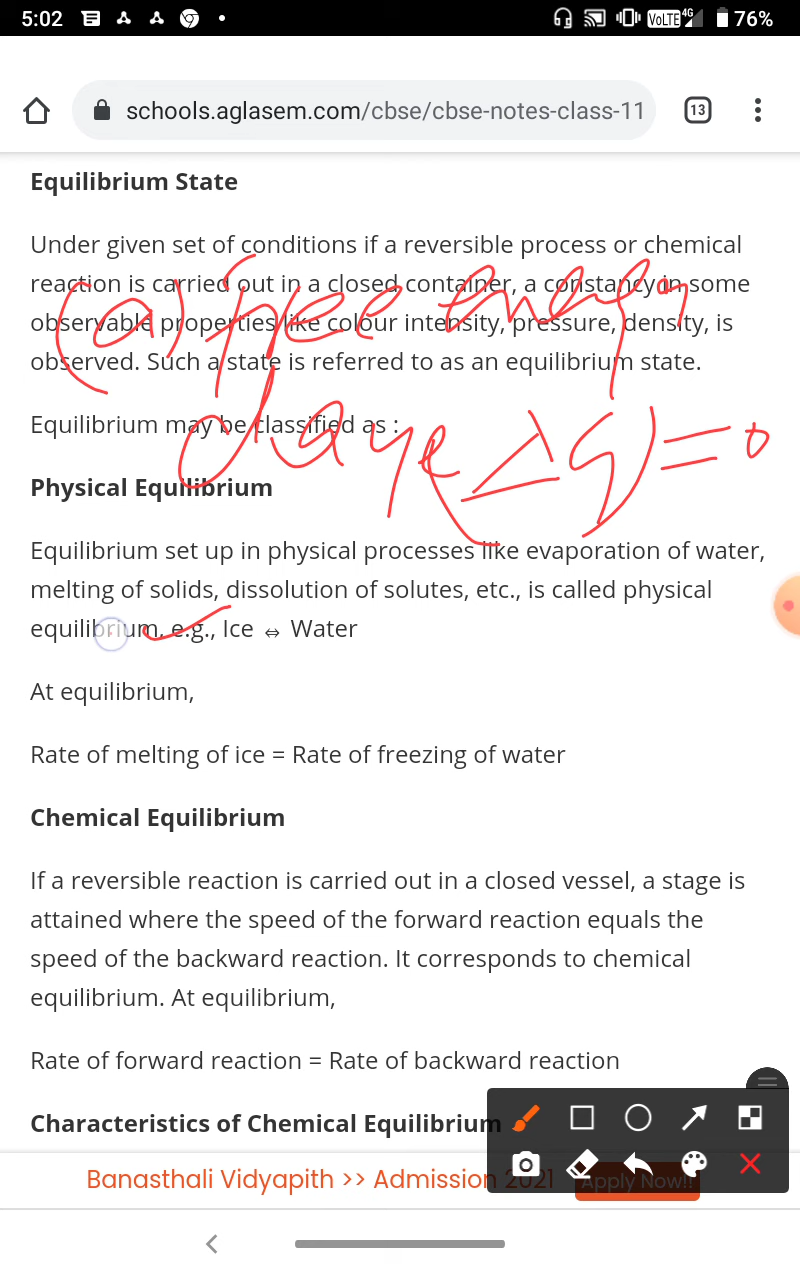 5:02 VoLTE 4G 76%
schools.aglasem.com/cbse/cbse-notes-class-11 13
Equilibrium State
Under given set of conditions if a reversible process or chemical
reaction is carried out in a closed container, a constancy in some
observable properties like colour intensity, pressure, density, is
observed. Such a state is referred to as an equilibrium state.
(a) free energy
Equilibrium may be classified as :
change (ΔG) = 0
Physical Equilibrium
Equilibrium set up in physical processes like evaporation of water,
melting of solids, dissolution of solutes, etc., is called physical
equilibrium, e.g., Ice ⇔ Water
At equilibrium,
Rate of melting of ice = Rate of freezing of water
Chemical Equilibrium
If a reversible reaction is carried out in a closed vessel, a stage is
attained where the speed of the forward reaction equals the
speed of the backward reaction. It corresponds to chemical
equilibrium. At equilibrium,
Rate of forward reaction = Rate of backward reaction
Characteristics of Chemical Equilibrium
Banasthali Vidyapith >> Admission 2021 Apply Now!!